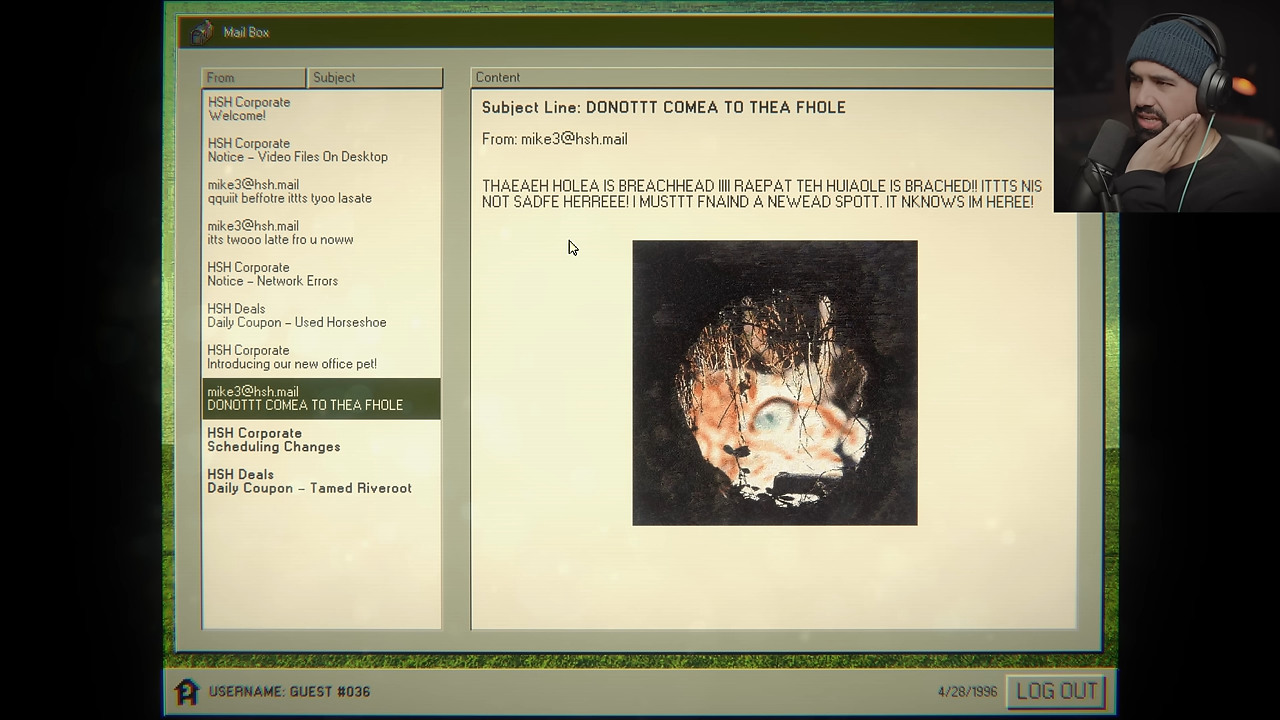 Mail Box
From
Subject
Content
HSH Corporate
Welcome!
HSH Corporate
Notice - Video Files On Desktop
mike3@hsh.mail
qquiit beffotre ittts tyoo lasate
mike3@hsh.mail
itts twooo latte fro u noww
HSH Corporate
Notice - Network Errors
HSH Deals
Daily Coupon - Used Horseshoe
HSH Corporate
Introducing our new office pet!
mike3@hsh.mail
DONOTTT COMEA TO THEA FHOLE
HSH Corporate
Scheduling Changes
HSH Deals
Daily Coupon - Tamed Riveroot
Subject Line: DONOTTT COMEA TO THEA FHOLE
From: mike3@hsh.mail
THAEAEH HOLEA IS BREACHHEAD IIII RAEPAT TEH HUIAOLE IS BRACHED!! ITTTS NIS
NOT SADFE HERREEE! I MUSTTT FNAIND A NEWEAD SPOTT. IT NKNOWS IM HEREE!
USERNAME: GUEST #036
4/28/1996
LOG OUT